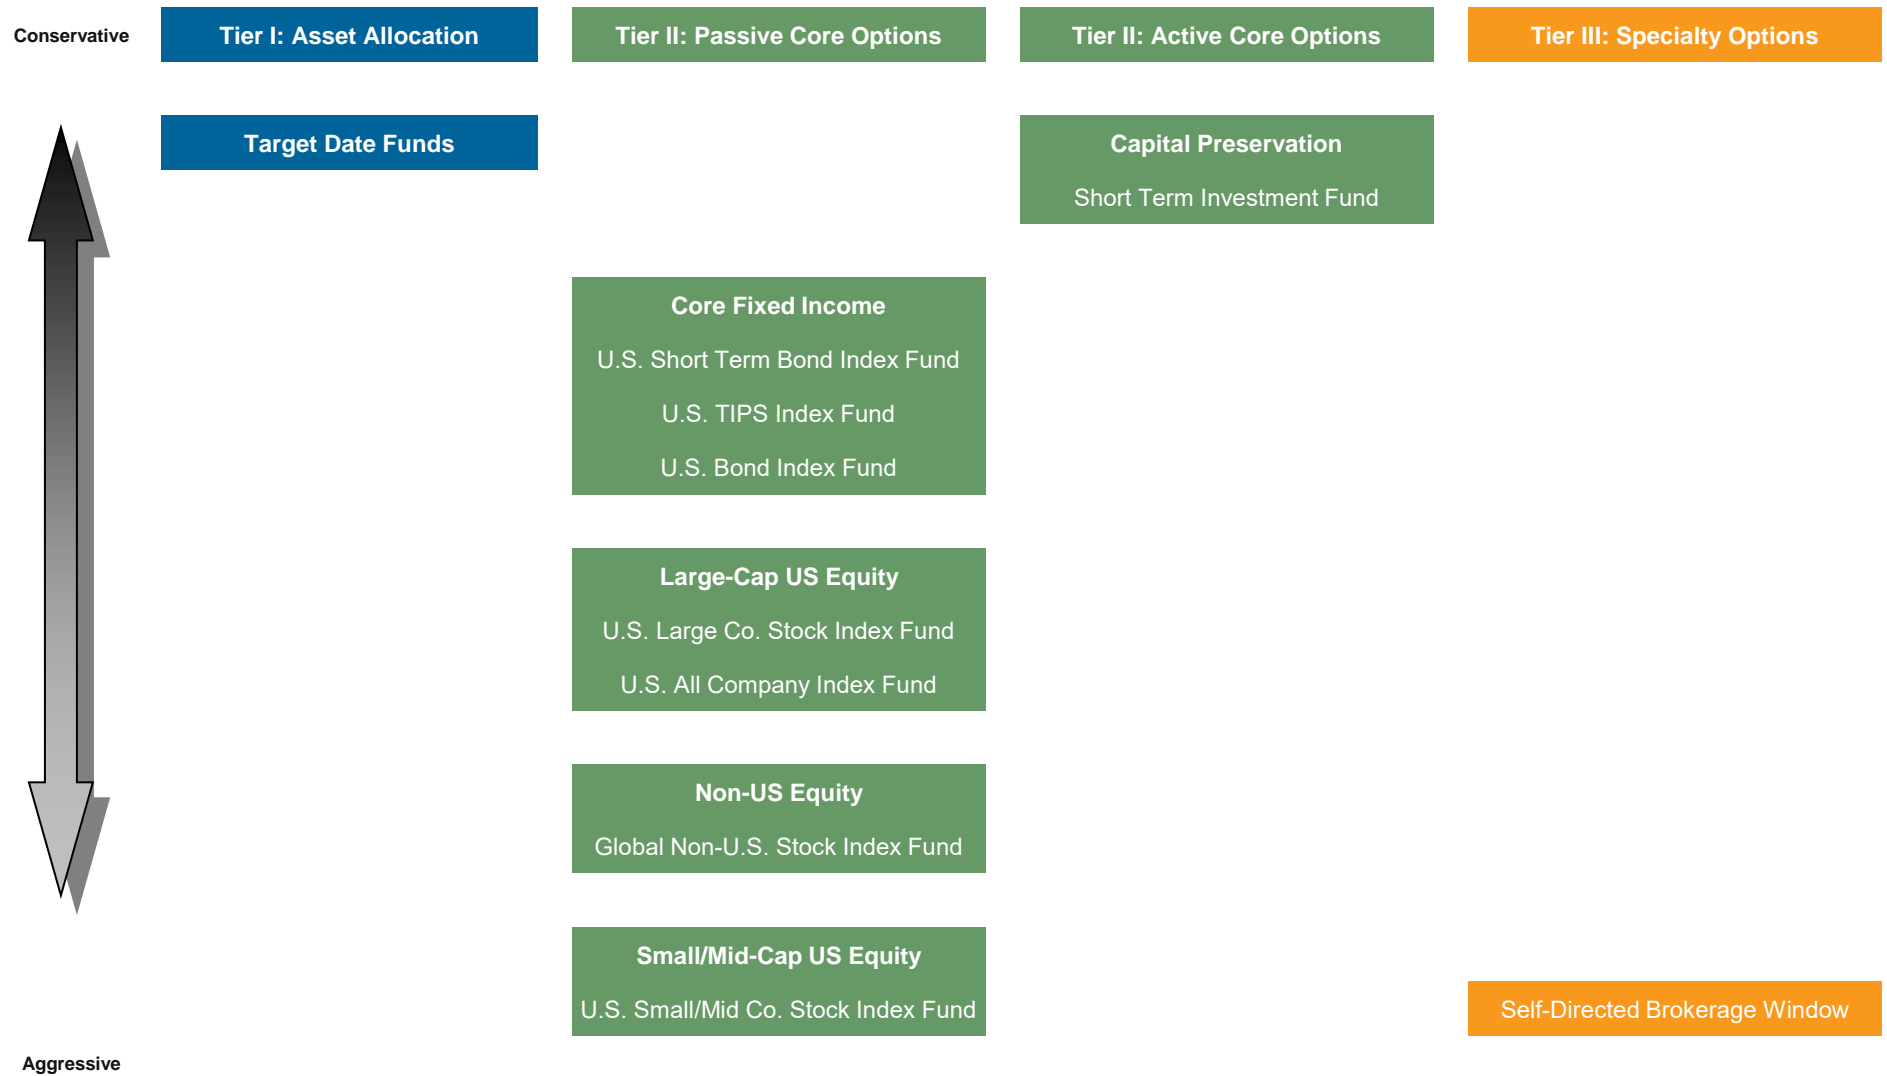 Conservative
Tier I: Asset Allocation
Tier II: Passive Core Options
Tier II: Active Core Options
Tier III: Specialty Options
Target Date Funds
Capital Preservation
Short Term Investment Fund
Core Fixed Income
U.S. Short Term Bond Index Fund
U.S. TIPS Index Fund
U.S. Bond Index Fund
Large-Cap US Equity
U.S. Large Co. Stock Index Fund
U.S. All Company Index Fund
Non-US Equity
Global Non-U.S. Stock Index Fund
Small/Mid-Cap US Equity
U.S. Small/Mid Co. Stock Index Fund
Self-Directed Brokerage Window
Aggressive